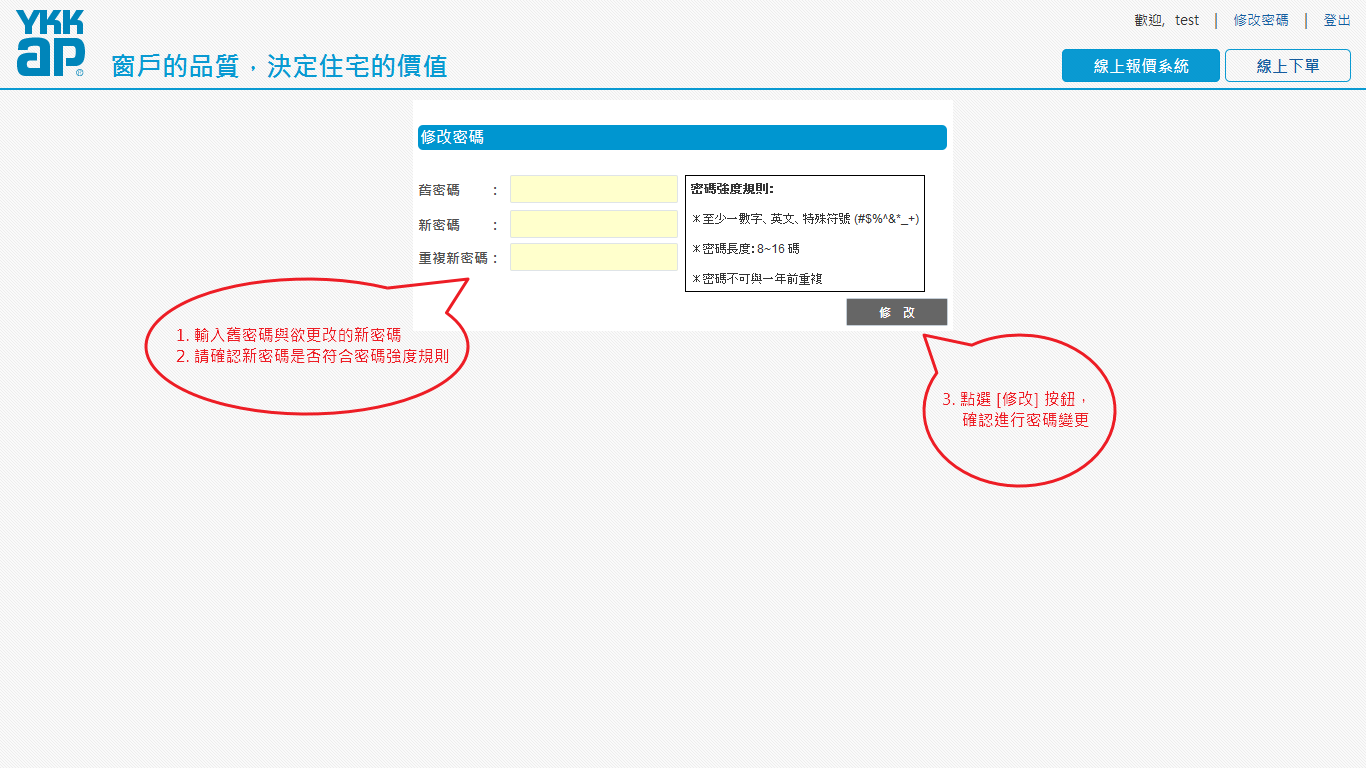 YKK
ap®
窗戶的品質，決定住宅的價值
歡迎, test | 修改密碼 | 登出
線上報價系統 線上下單
修改密碼
舊密碼 :
新密碼 :
重複新密碼 :
密碼強度規則:
＊至少一數字、英文、特殊符號 (#$%^&*_+)
＊密碼長度: 8~16 碼
＊密碼不可與一年前重複
修 改
1. 輸入舊密碼與欲更改的新密碼
2. 請確認新密碼是否符合密碼強度規則
3. 點選 [修改] 按鈕，
確認進行密碼變更